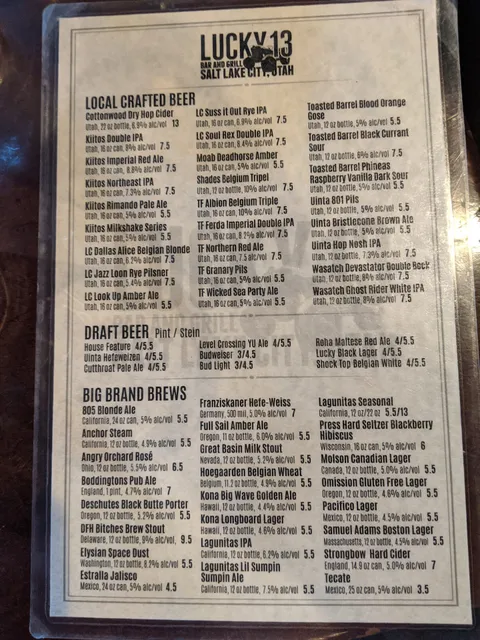 LUCKY 13
BAR AND GRILL
SALT LAKE CITY, UTAH
LOCAL CRAFTED BEER
Cottonwood Dry Hop Cider
Utah, 22 oz bottle, 6.9% alc/vol 13
Kiitos Double IPA
Utah, 16 oz can, 8% alc/vol 7.5
Kiitos Imperial Red Ale
Utah, 16 oz can, 8.8% alc/vol 7.5
Kiitos Northeast IPA
Utah, 16 oz can, 7.3% alc/vol 7.5
Kiitos Rimando Pale Ale
Utah, 16 oz can, 5% alc/vol 5.5
Kiitos Milkshake Series
Utah, 16 oz can, 5% alc/vol 5.5
LC Dallas Alice Belgian Blonde
Utah, 16 oz can, 6.2% alc/vol 7.5
LC Jazz Loon Rye Pilsner
Utah, 16 oz can, 5.4% alc/vol 7.5
LC Look Up Amber Ale
Utah, 16 oz can, 5% alc/vol 5.5
LC Suss it Out Rye IPA
Utah, 16 oz can, 6.9% alc/vol 7.5
LC Soul Rex Double IPA
Utah, 16 oz can, 8.4% alc/vol 7.5
Moab Deadhorse Amber
Utah, 16 oz can, 5% alc/vol 5.5
Shades Belgium Tripel
Utah, 12 oz bottle, 10% alc/vol 7.5
TF Albion Belgium Triple
Utah, 16 oz can, 10% alc/vol 7.5
TF Ferda Imperial Double IPA
Utah, 16 oz can, 8.2% alc/vol 7.5
TF Northern Red Ale
Utah, 16 oz can, 7.5 alc/vol 7.5
TF Granary Pils
Utah, 16 oz can, 5% alc/vol 5.5
TF Wicked Sea Party Ale
Utah, 16 oz can, 5% alc/vol 5.5
Toasted Barrel Blood Orange
Gose
Utah, 12 oz bottle, 5% alc/vol 5.5
Toasted Barrel Black Currant
Sour
Utah, 12 oz bottle, 6% alc/vol 7.5
Toasted Barrel Phineas
Raspberry Vanilla Dark Sour
Utah, 12 oz bottle, 5% alc/vol 5.5
Uinta 801 Pils
Utah, 12 oz bottle, 5% alc/vol 5.5
Uinta Bristlecone Brown Ale
Utah, 12 oz bottle, 5% alc/vol 5.5
Uinta Hop Nosh IPA
Utah, 12 oz bottle, 7.3% alc/vol 7.5
Wasatch Devastator Double Bock
Utah, 12 oz bottle, 8% alc/vol 7.5
Wasatch Ghost Rider White IPA
Utah, 12 oz bottle, 6% alc/vol 7.5
DRAFT BEER Pint / Stein
House Feature 4/5.5
Uinta Hefeweizen 4/5.5
Cutthroat Pale Ale 4/5.5
Level Crossing YU Ale 4/5.5
Budweiser 3/4.5
Bud Light 3/4.5
Roha Maltese Red Ale 4/5.5
Lucky Black Lager 4/5.5
Shock Top Belgian White 4/5.5
BIG BRAND BREWS
805 Blonde Ale
California, 24 oz can, 5% alc/vol 5.5
Anchor Steam
California, 12 oz bottle, 4.9% alc/vol 5.5
Angry Orchard Rosé
Ohio, 12 oz bottle, 5.5% alc/vol 6.5
Boddingtons Pub Ale
England, 1 pint, 4.7% alc/vol 7
Deschutes Black Butte Porter
Oregon, 12 oz bottle, 5.2% alc/vol 5.5
DFH Bitches Brew Stout
Delaware, 12 oz bottle, 9% alc/vol 9.5
Elysian Space Dust
Washington, 12 oz bottle, 8.2% alc/vol 5.5
Estralla Jalisco
Mexico, 24 oz can, 5% alc/vol 4.5
Franziskaner Hefe-Weiss
Germany, 500 mil, 5.0% alc/vol 7
Full Sail Amber Ale
Oregon, 11 oz bottle, 6.0% alc/vol 5.5
Great Basin Milk Stout
Nevada, 12 oz bottle, 5.2% alc/vol 5.5
Hoegaarden Belgian Wheat
Belgium, 11.2 oz bottle, 4.9% alc/vol 5.5
Kona Big Wave Golden Ale
Hawaii, 12 oz bottle, 4.4% alc/vol 5.5
Kona Longboard Lager
Hawaii, 12 oz bottle, 4.6% alc/vol 5.5
Lagunitas IPA
California, 12 oz bottle, 6.2% alc/vol 5.5
Lagunitas Lil Sumpin
Sumpin Ale
California, 12 oz bottle, 7.5% alc/vol 5.5
Lagunitas Seasonal
California, 12 oz/22 oz 5.5/13
Press Hard Seltzer Blackberry
Hibiscus
Wisconsin, 16 oz can, 5% alc/vol 6
Molson Canadian Lager
Canada, 12 oz bottle, 5.0% alc/vol 5.5
Omission Gluten Free Lager
Oregon, 12 oz bottle, 4.6% alc/vol 5.5
Pacifico Lager
Mexico, 12 oz bottle, 4.5% alc/vol 5.5
Samuel Adams Boston Lager
Massachusetts, 12 oz bottle, 4.5% alc/vol 5.5
Strongbow Hard Cider
England, 14.9 oz can, 5.0% alc/vol 7
Tecate
Mexico, 25 oz can, 5% alc/vol 3.5